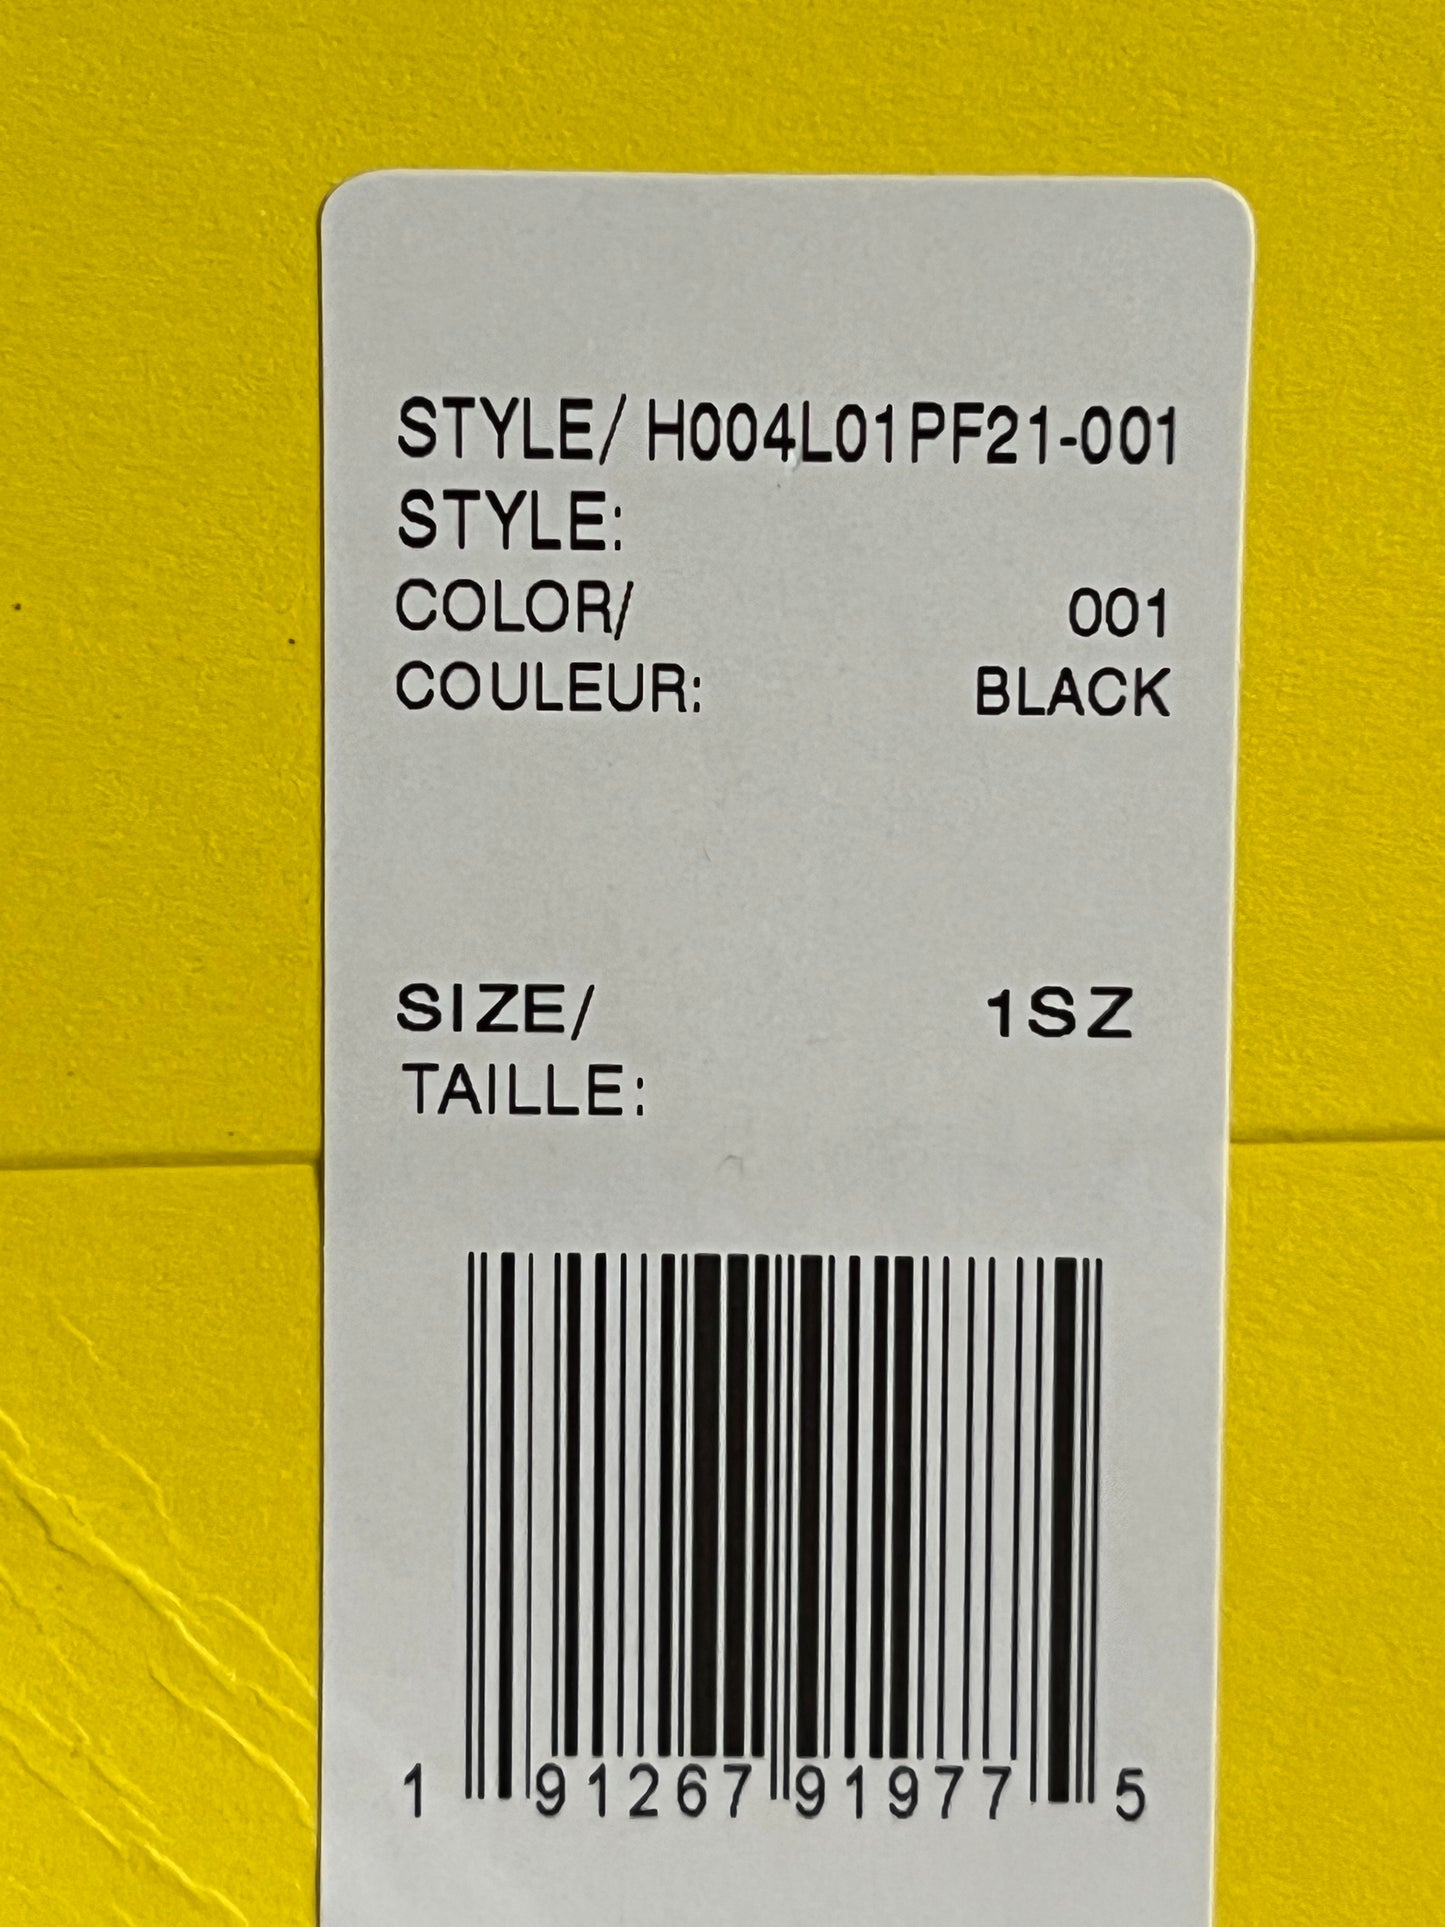 STYLE/ H004L01PF21-001
STYLE:
COLOR/ 001
COULEUR: BLACK
SIZE/ 1SZ
TAILLE:
1 91267 91977 5